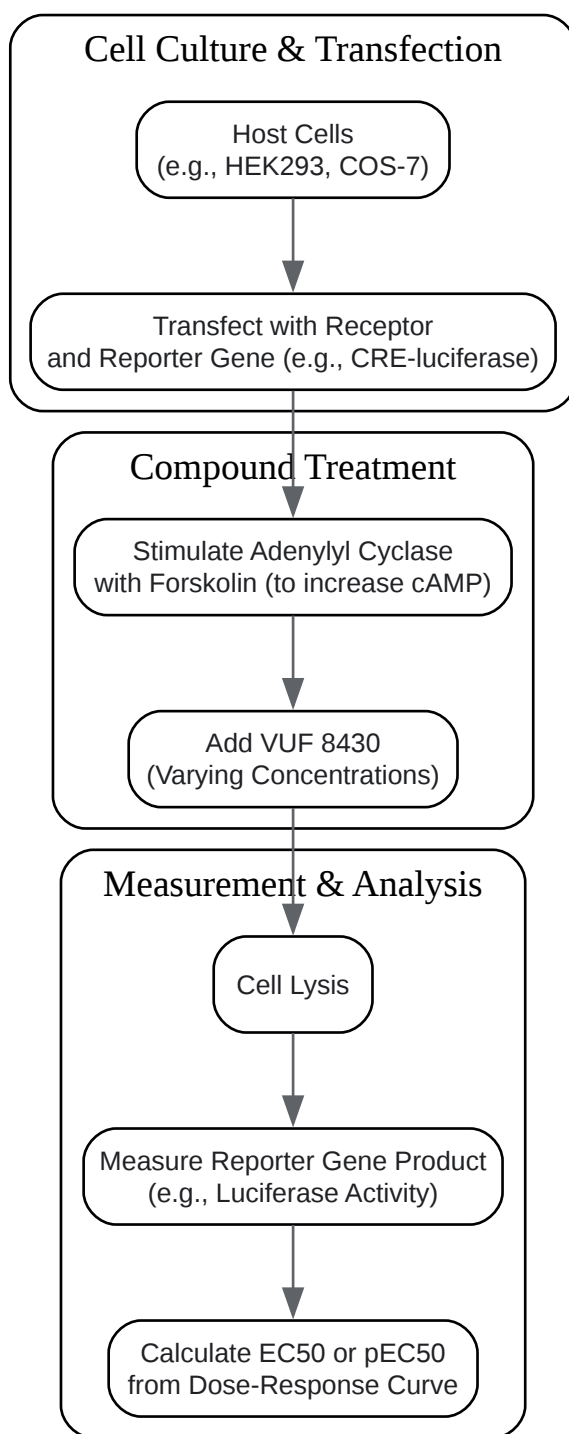 Cell Culture & Transfection
Host Cells
(e.g., HEK293, COS-7)
Transfect with Receptor
and Reporter Gene (e.g., CRE-luciferase)
Compound Treatment
Stimulate Adenylyl Cyclase
with Forskolin (to increase cAMP)
Add VUF 8430
(Varying Concentrations)
Measurement & Analysis
Cell Lysis
Measure Reporter Gene Product
(e.g., Luciferase Activity)
Calculate EC50 or pEC50
from Dose-Response Curve